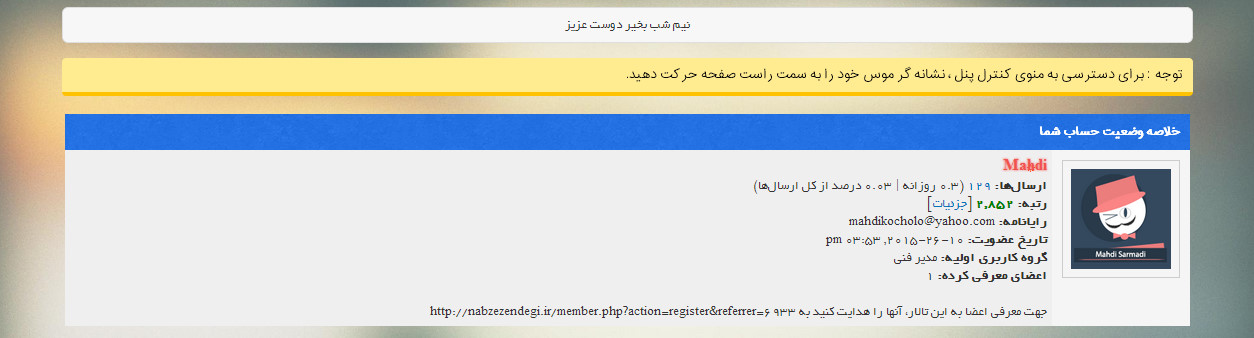 نیم شب بخیر دوست عزیز
توجه : برای دسترسی به منوی کنترل پنل ، نشانه گر موس خود را به سمت راست صفحه حرکت دهید.
خلاصه وضعیت حساب شما
Mahdi
ارسال‌ها: ۱۲۹ (۰.۳ روزانه | ۰.۰۳ درصد از کل ارسال‌ها)
رتبه: ۲,۸۵۲ [جزئیات]
رایانامه: mahdikocholo@yahoo.com
تاریخ عضویت: ۱۰-۲۶-۲۰۱۵, ۰۳:۵۳ pm
گروه کاربری اولیه: مدیر فنی
اعضای معرفی کرده: ۱
جهت معرفی اعضا به این تالار، آنها را هدایت کنید به http://nabzezendegi.ir/member.php?action=register&referrer=۶۹۳۳
Mahdi Sarmadi